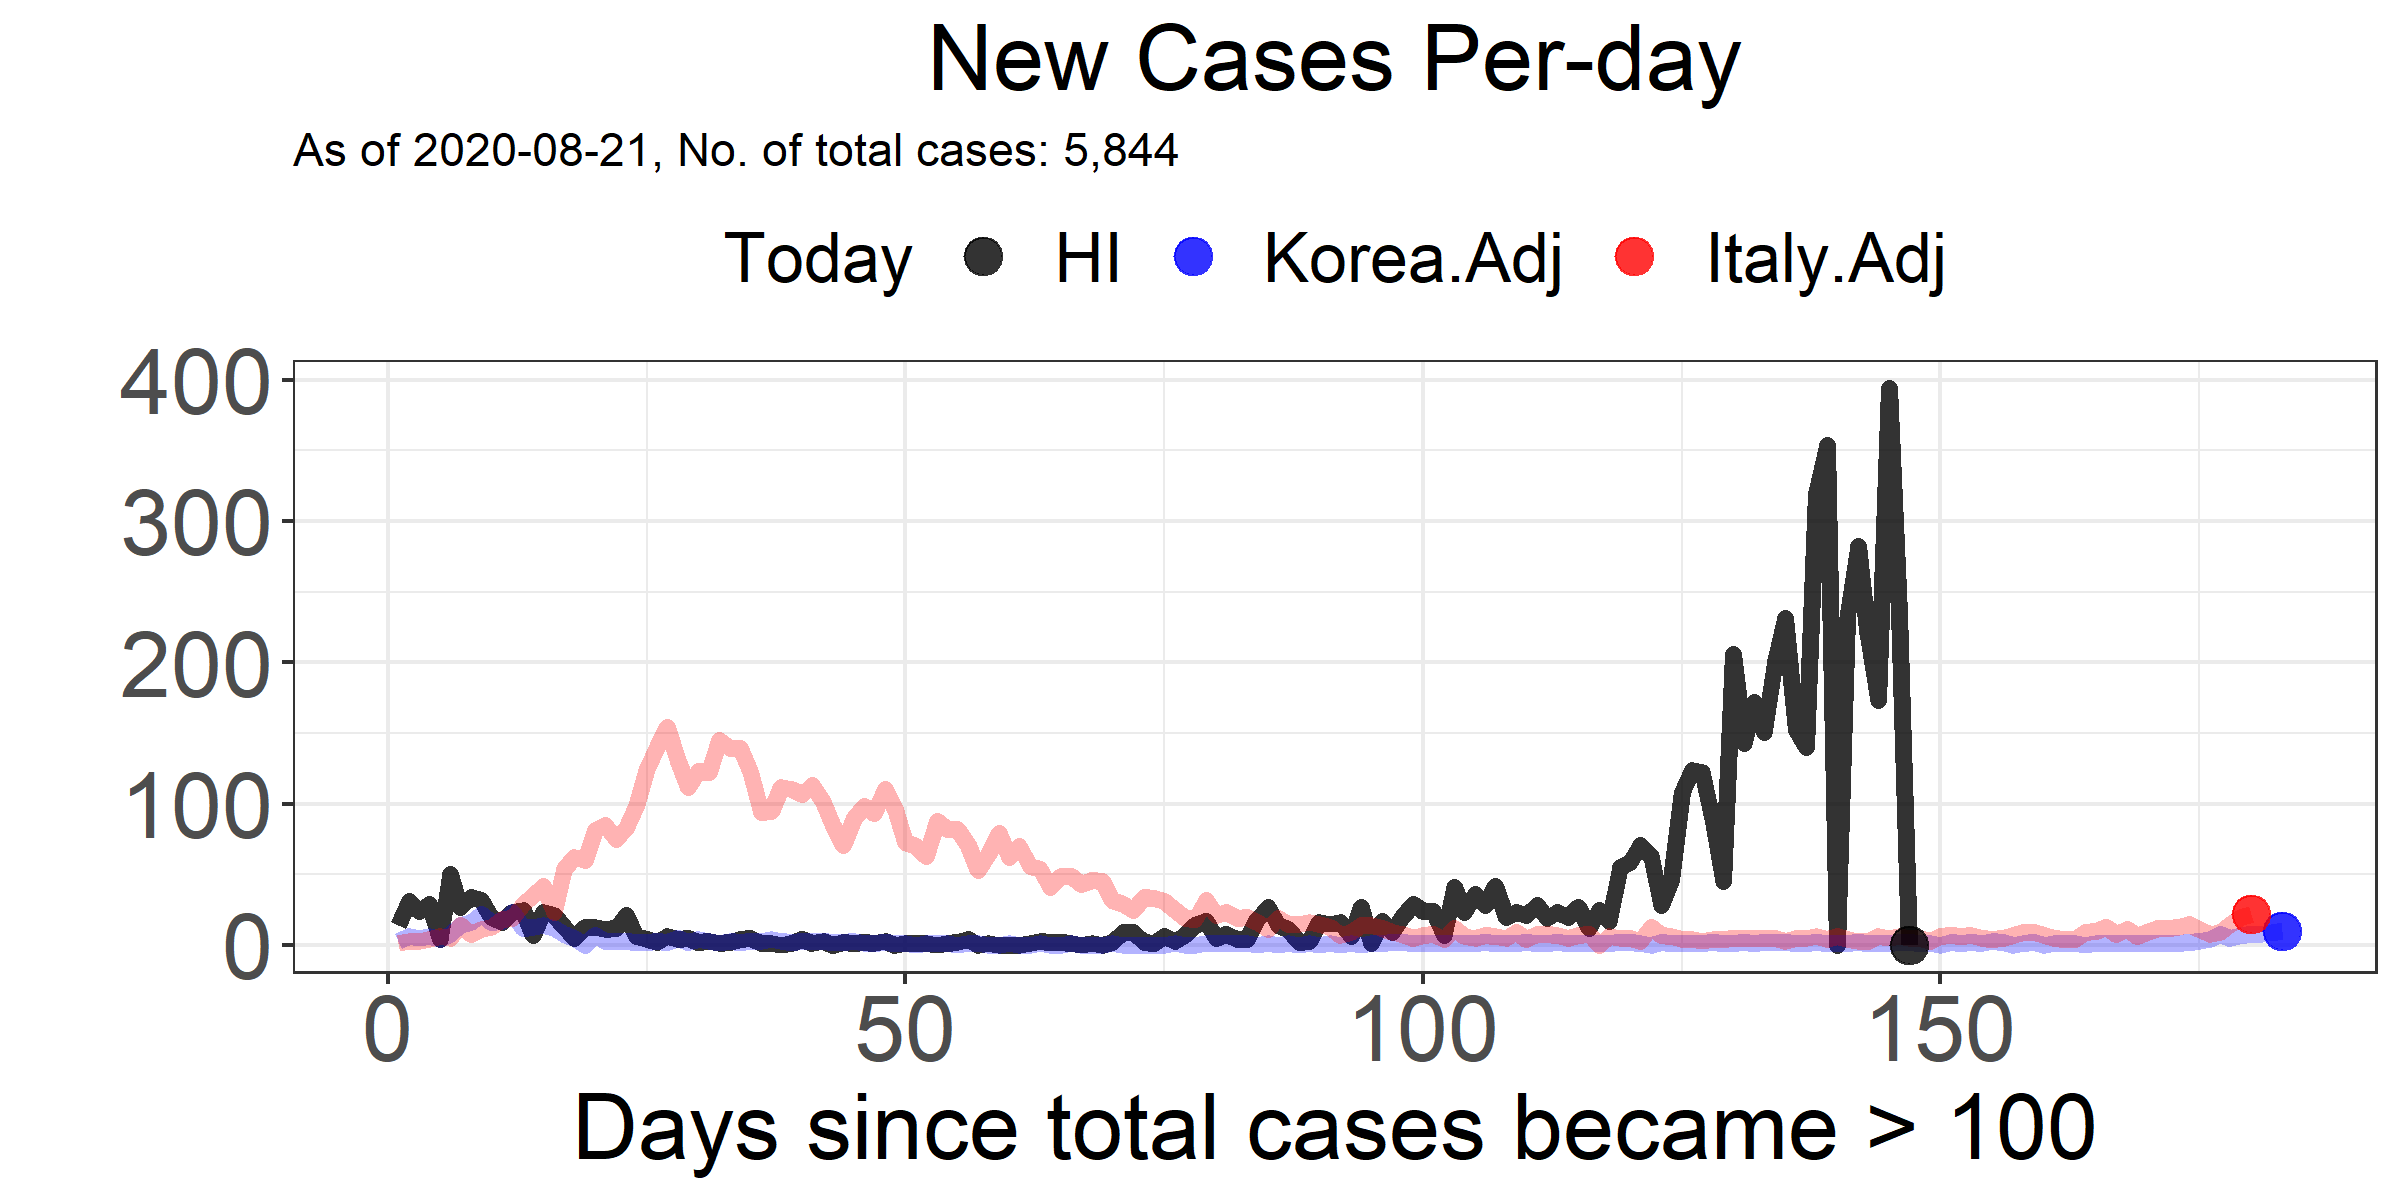 New Cases Per-day
As of 2020-08-21, No. of total cases: 5,844
Today HI Korea.Adj Italy.Adj
400
300
200
100
0
0 50 100 150
Days since total cases became > 100